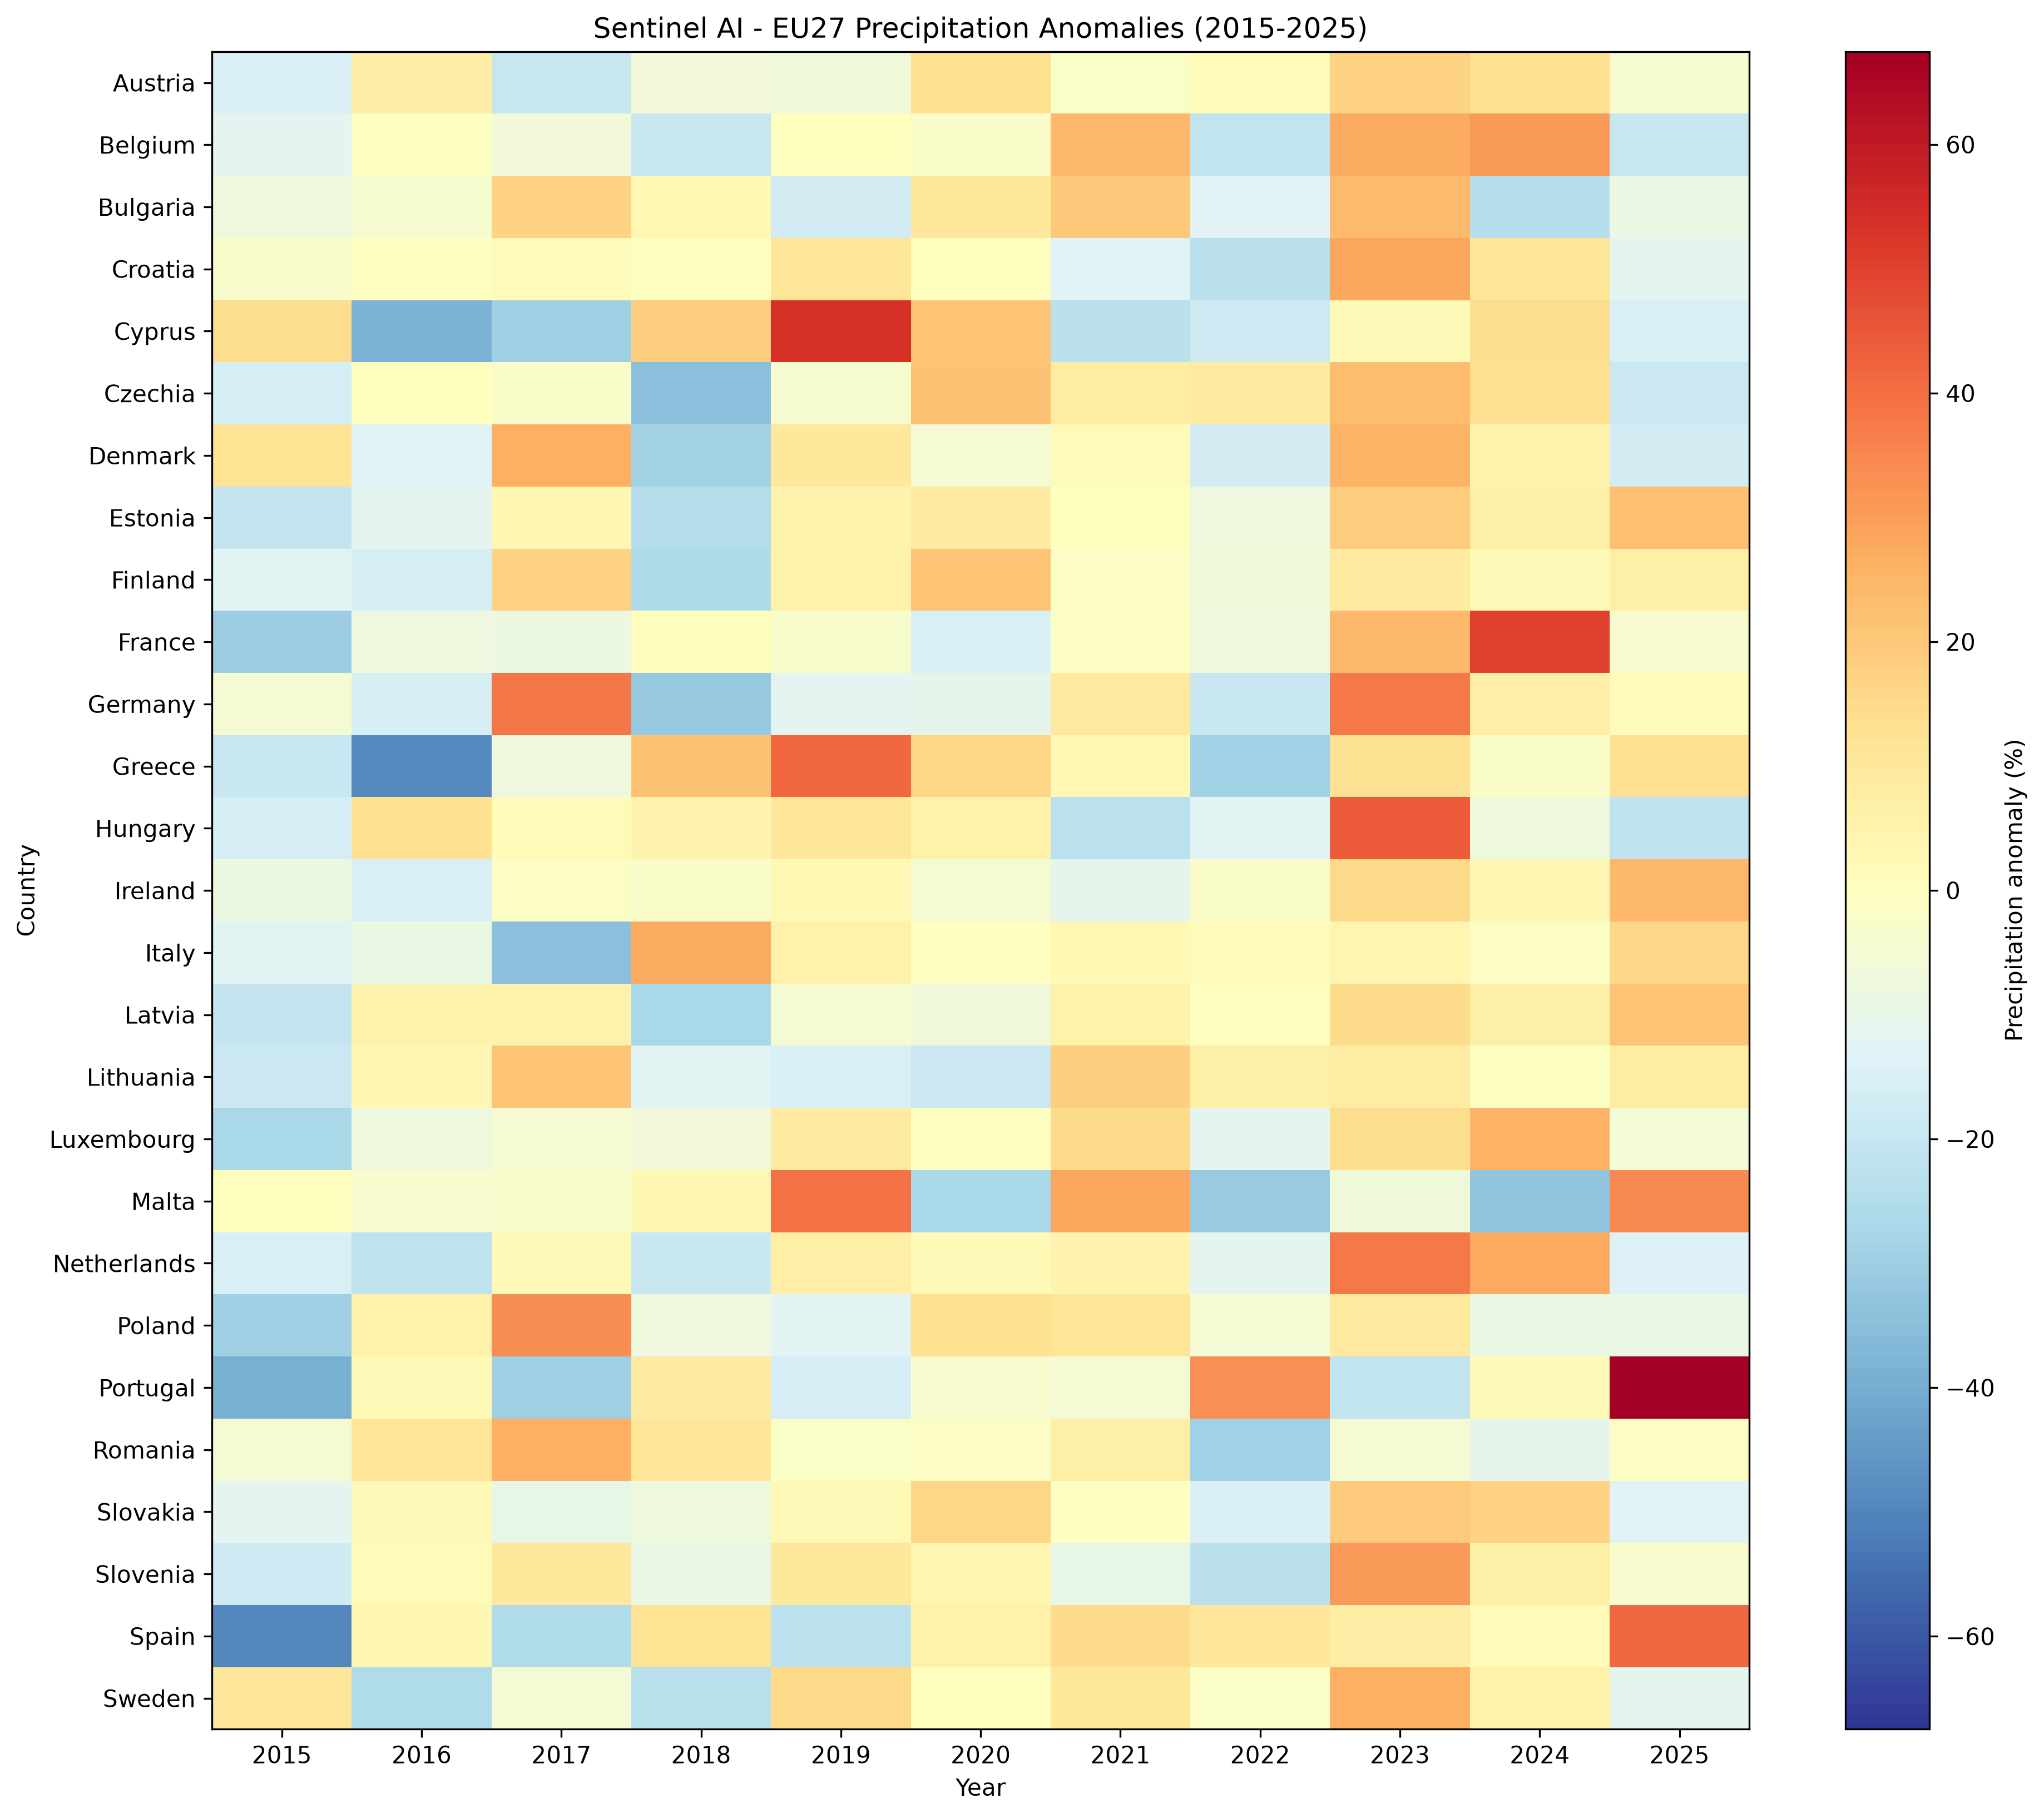 Sentinel AI - EU27 Precipitation Anomalies (2015-2025)
Country
Austria
Belgium
Bulgaria
Croatia
Cyprus
Czechia
Denmark
Estonia
Finland
France
Germany
Greece
Hungary
Ireland
Italy
Latvia
Lithuania
Luxembourg
Malta
Netherlands
Poland
Portugal
Romania
Slovakia
Slovenia
Spain
Sweden
2015 2016 2017 2018 2019 2020 2021 2022 2023 2024 2025
Year
60
40
20
0
−20
−40
−60
Precipitation anomaly (%)